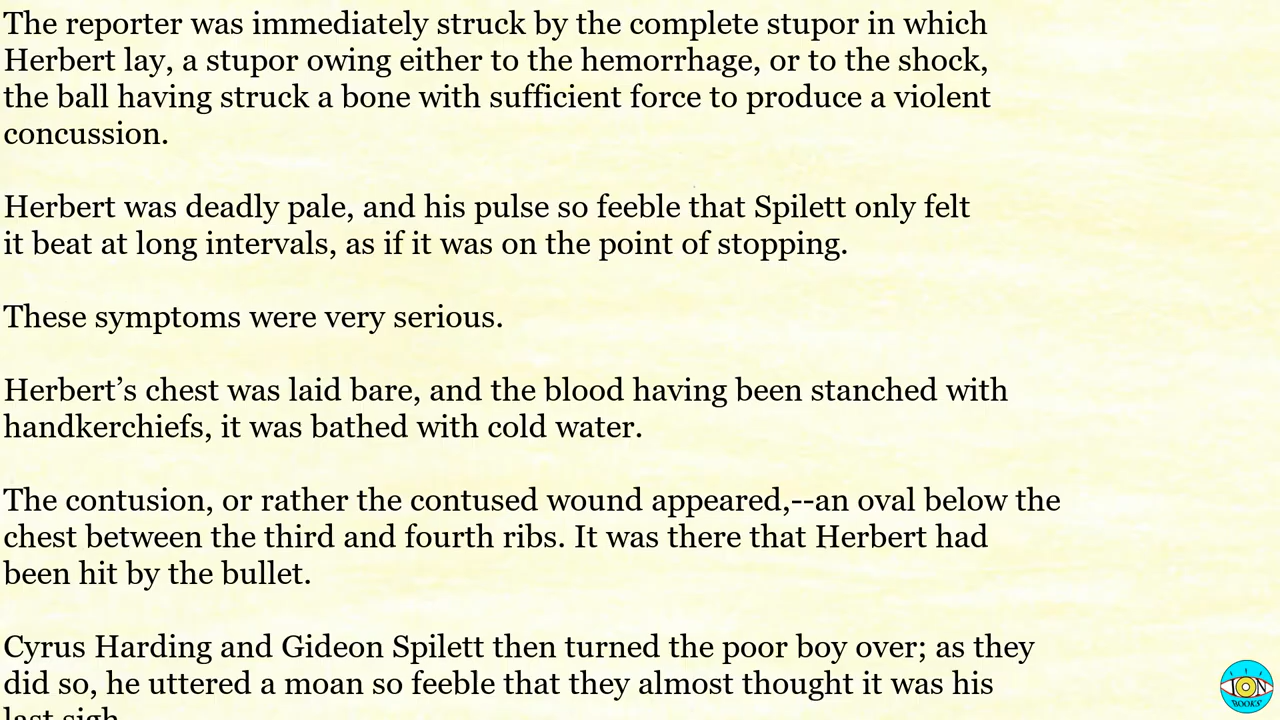 The reporter was immediately struck by the complete stupor in which
Herbert lay, a stupor owing either to the hemorrhage, or to the shock,
the ball having struck a bone with sufficient force to produce a violent
concussion.
Herbert was deadly pale, and his pulse so feeble that Spilett only felt
it beat at long intervals, as if it was on the point of stopping.
These symptoms were very serious.
Herbert’s chest was laid bare, and the blood having been stanched with
handkerchiefs, it was bathed with cold water.
The contusion, or rather the contused wound appeared,--an oval below the
chest between the third and fourth ribs. It was there that Herbert had
been hit by the bullet.
Cyrus Harding and Gideon Spilett then turned the poor boy over; as they
did so, he uttered a moan so feeble that they almost thought it was his
last sigh.
ION
BOOKS